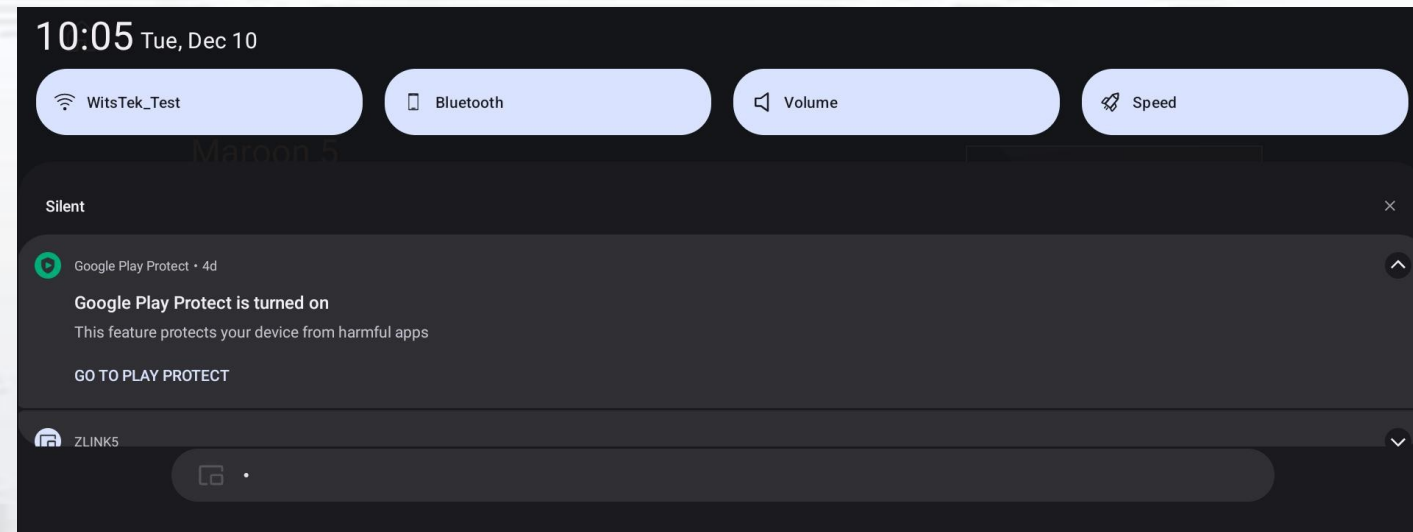 10:05 Tue, Dec 10
WitsTek_Test
Bluetooth
Volume
Speed
Maroon 5
Silent
Google Play Protect • 4d
Google Play Protect is turned on
This feature protects your device from harmful apps
GO TO PLAY PROTECT
ZLINK5